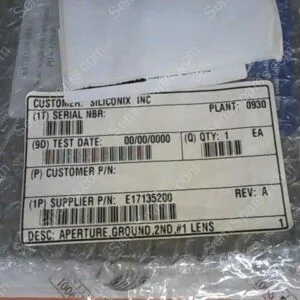 CUSTOMER: SILICONIX INC
PLANT: 0930
(1T) SERIAL NBR:
(9D) TEST DATE: 00/00/0000
(Q) QTY: 1 EA
(P) CUSTOMER P/N:
(1P) SUPPLIER P/N: E17135200
REV: A
DESC: APERTURE,GROUND,2ND,#1 LENS 1